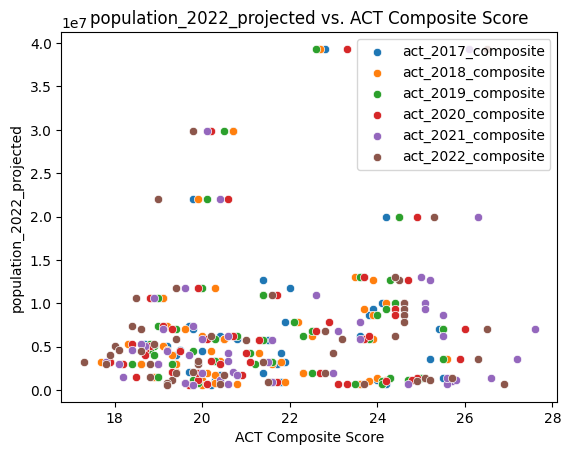 population_2022_projected vs. ACT Composite Score
1e7
population_2022_projected
4.0
3.5
3.0
2.5
2.0
1.5
1.0
0.5
0.0
act_2017_composite
act_2018_composite
act_2019_composite
act_2020_composite
act_2021_composite
act_2022_composite
18 20 22 24 26 28
ACT Composite Score